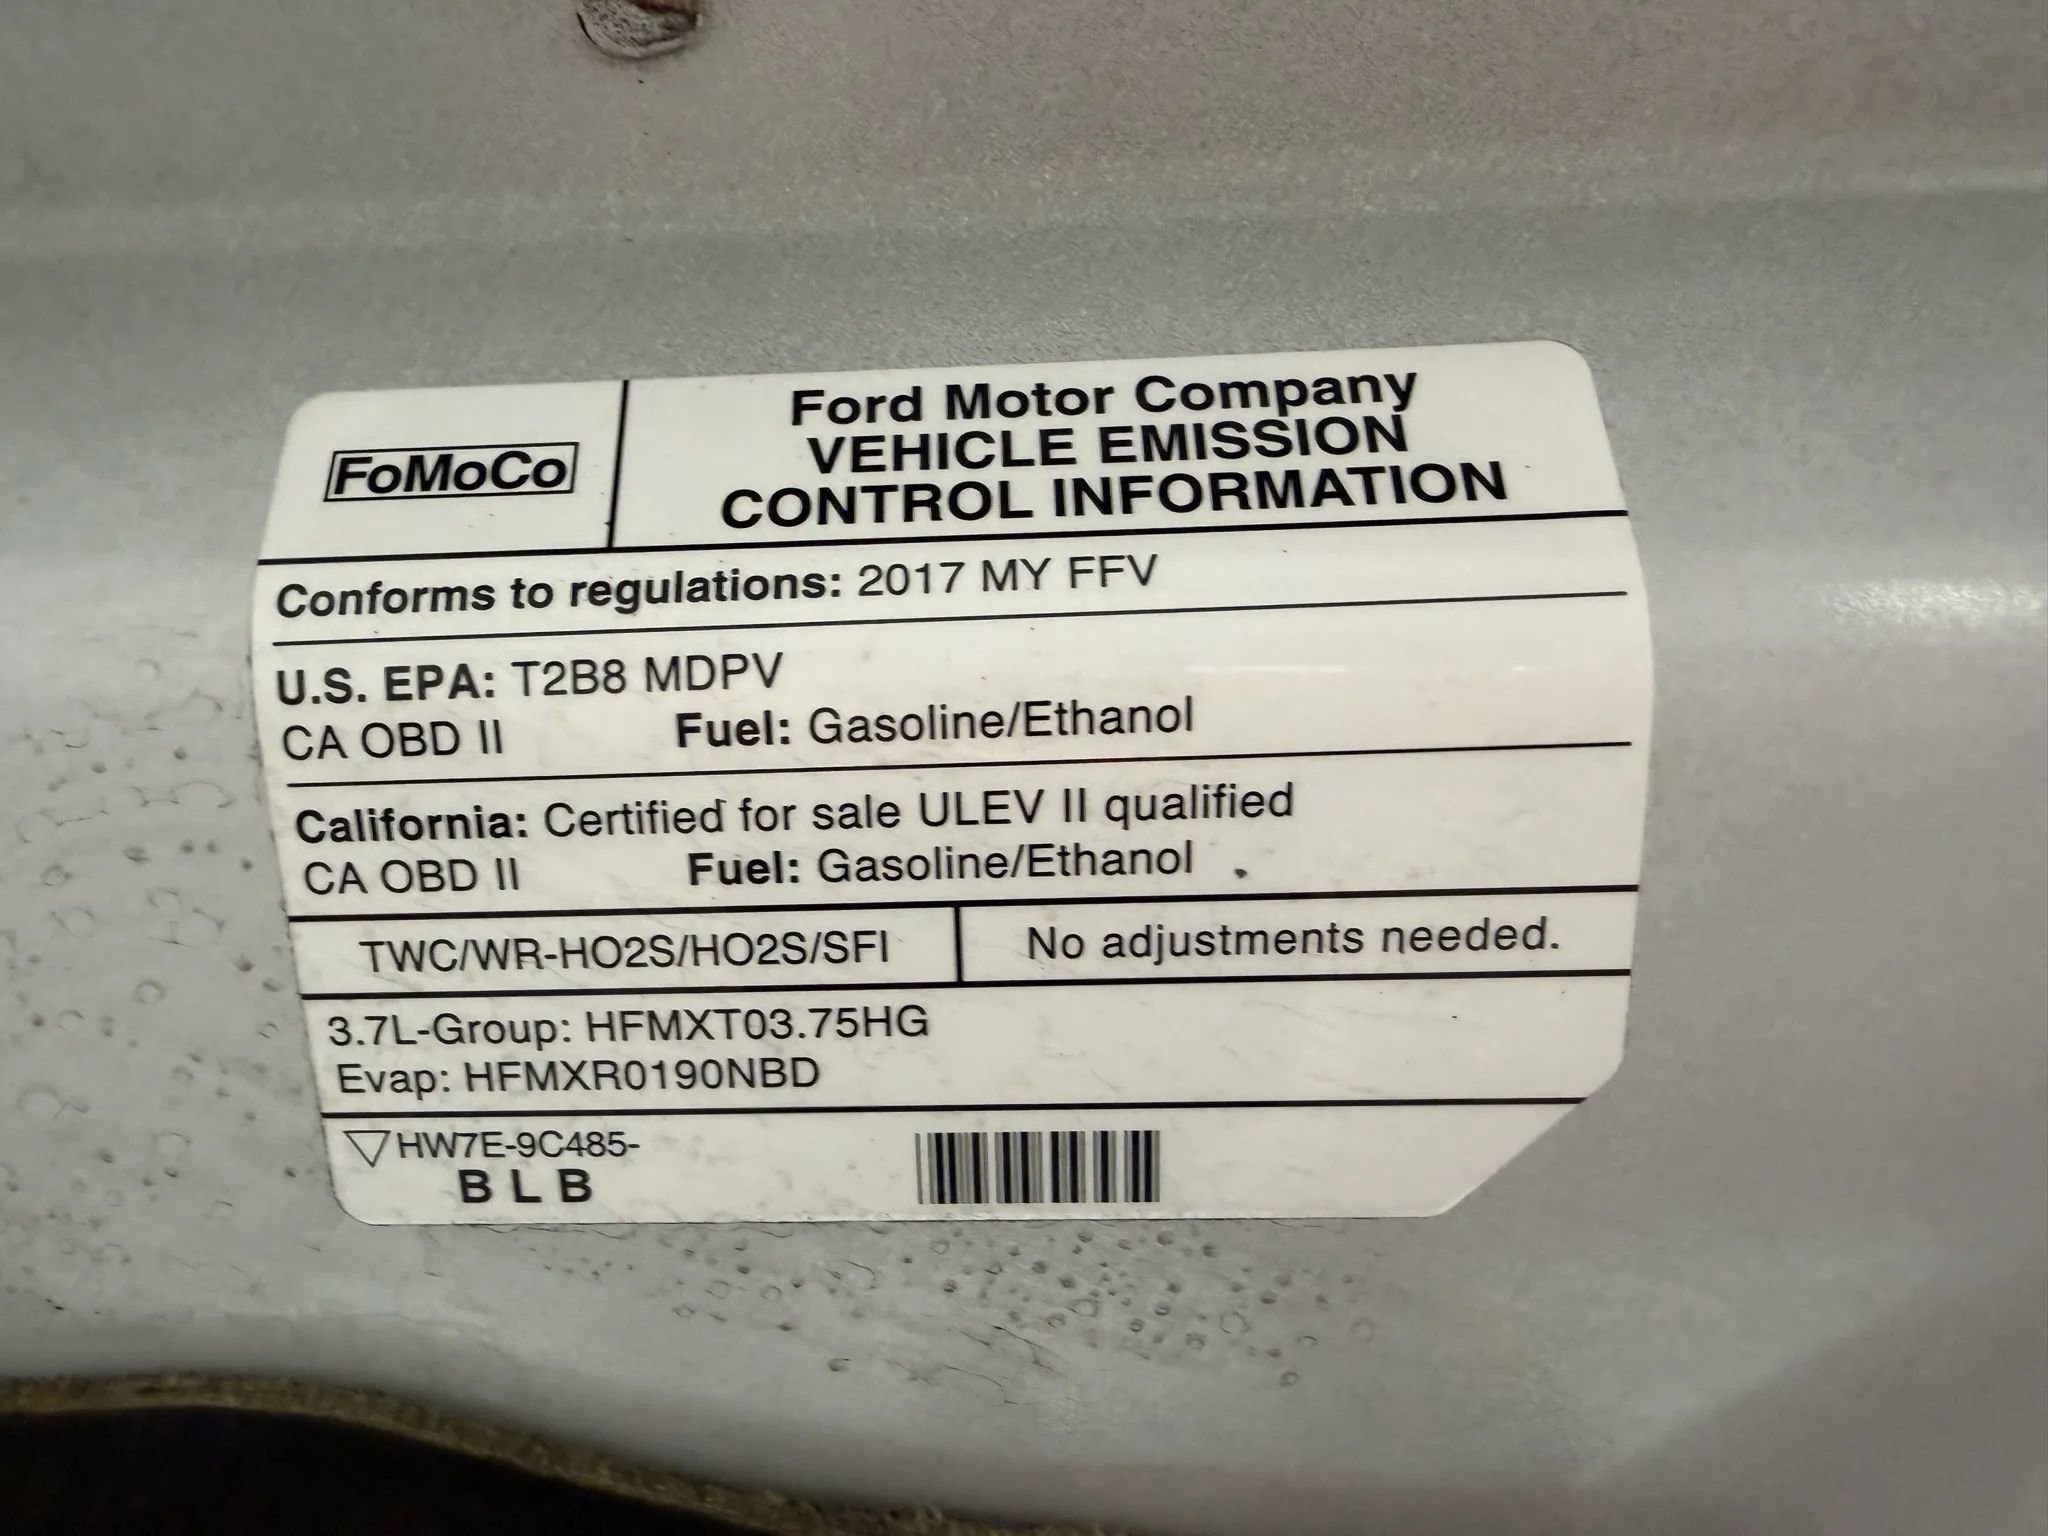 FoMoCo
Ford Motor Company
VEHICLE EMISSION
CONTROL INFORMATION
Conforms to regulations: 2017 MY FFV
U.S. EPA: T2B8 MDPV
CA OBD II Fuel: Gasoline/Ethanol
California: Certified for sale ULEV II qualified
CA OBD II Fuel: Gasoline/Ethanol
TWC/WR-HO2S/HO2S/SFI
No adjustments needed.
3.7L-Group: HFMXT03.75HG
Evap: HFMXR0190NBD
▽HW7E-9C485-
B L B